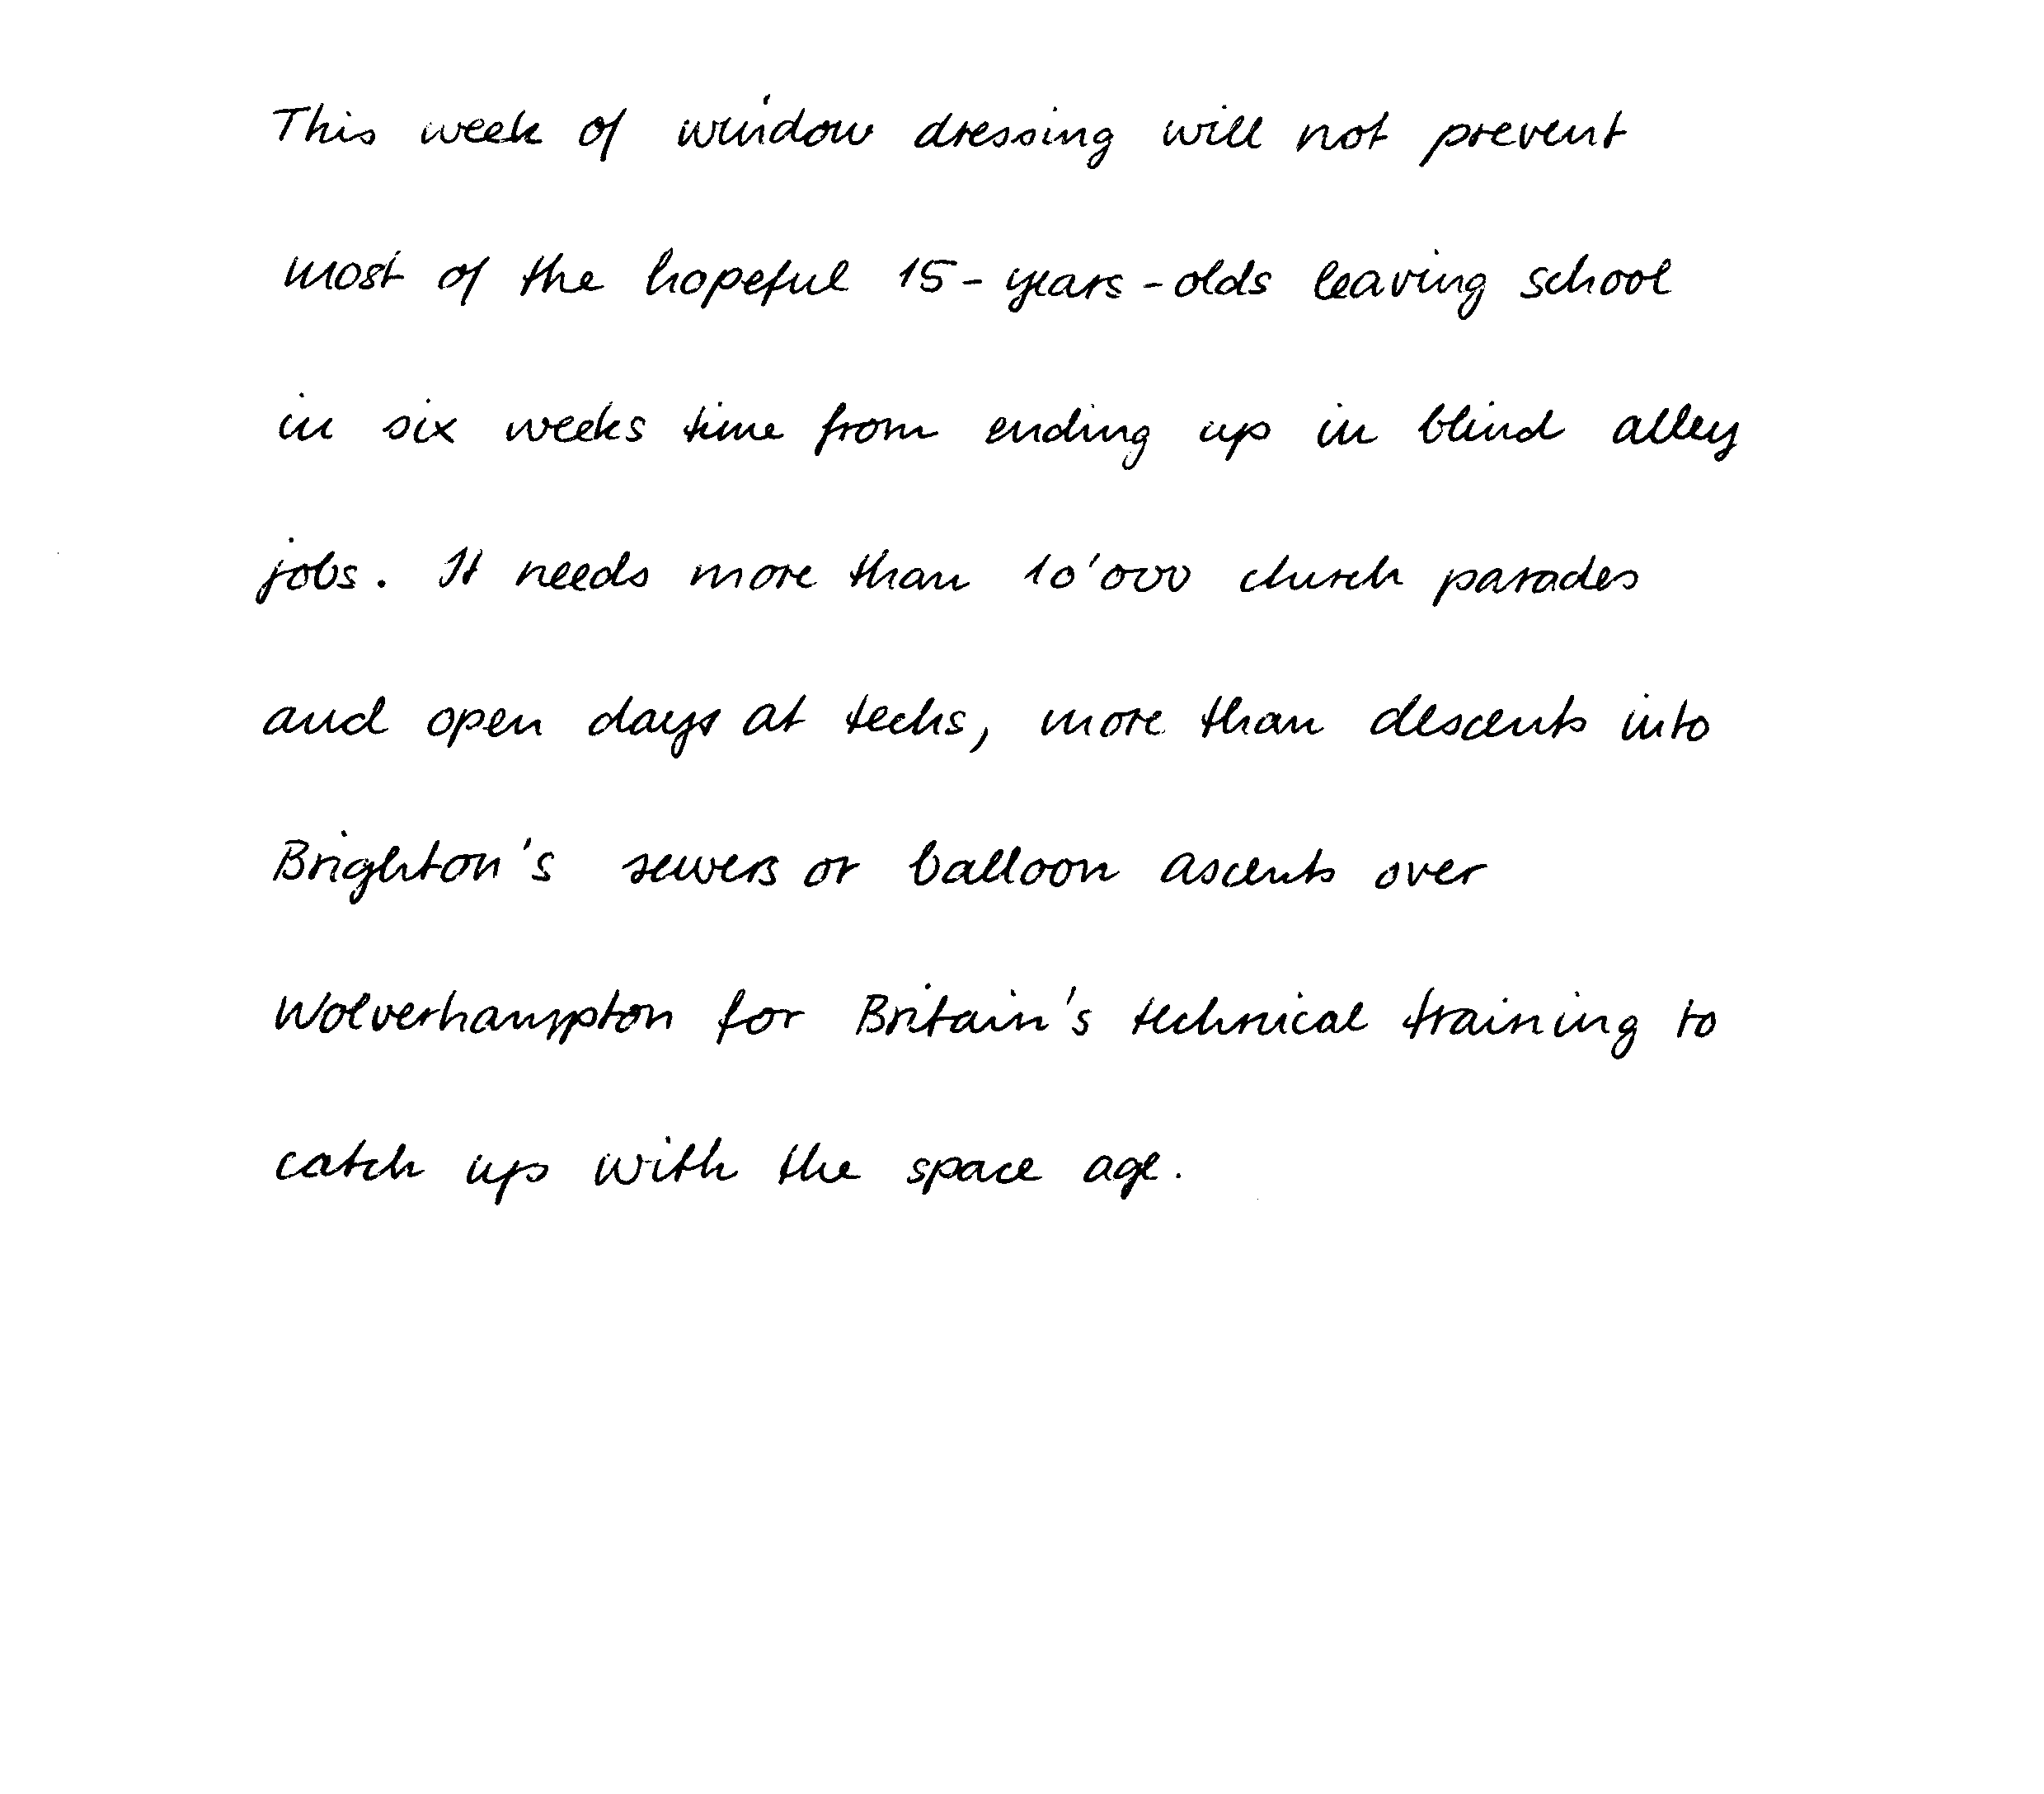 This week of window dressing will not prevent
most of the hopeful 15-years-olds leaving school
in six weeks time from ending up in blind alley
jobs. It needs more than 10'000 church parades
and open days at techs, more than descents into
Brighton's sewers or balloon ascents over
Wolverhampton for Britain's technical training to
catch up with the space age.